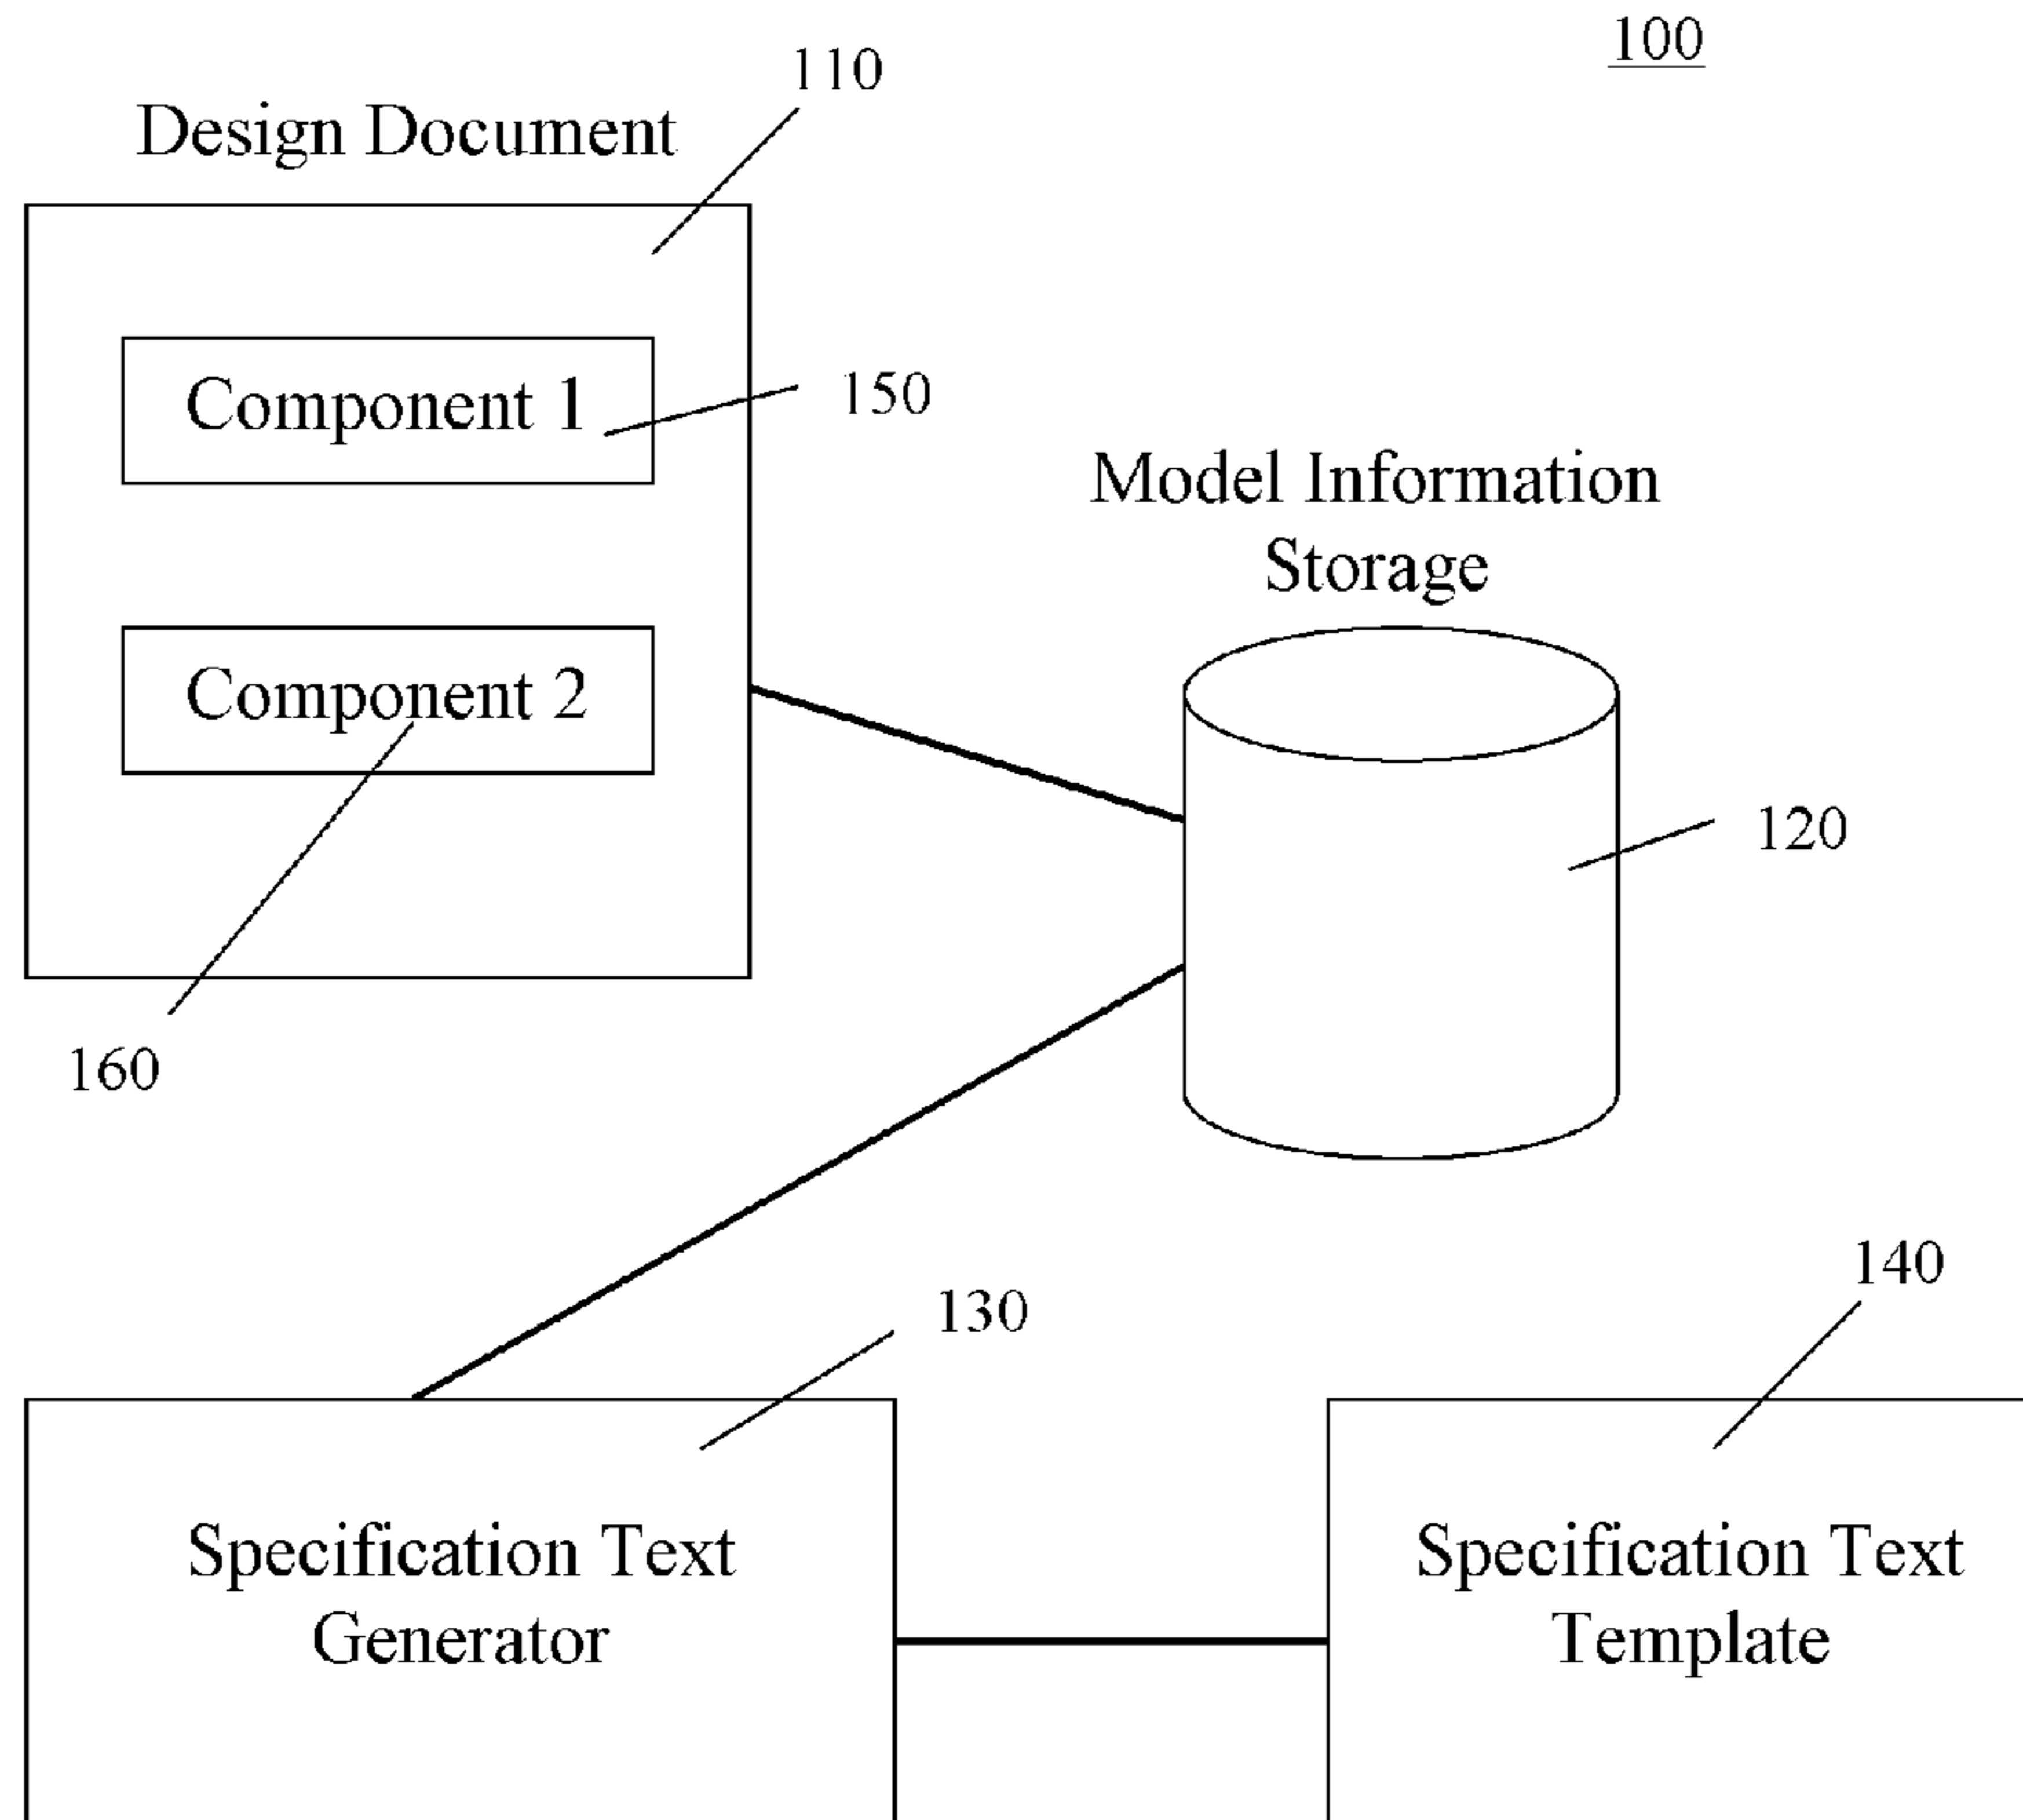 100
110
Design Document
Component 1
150
Model Information
Storage
Component 2
120
160
130
140
Specification Text
Generator
Specification Text
Template